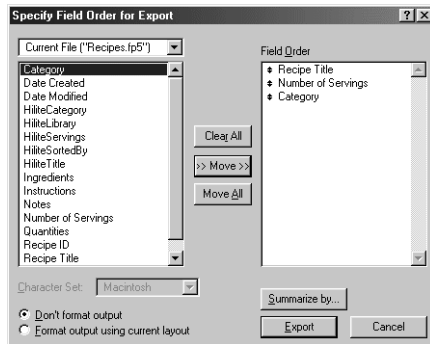 Specify Field Order for Export
Current File ("Recipes.fp5")
Category
Date Created
Date Modified
HiliteCategory
HiliteLibrary
HiliteServings
HiliteSortedBy
HiliteTitle
Ingredients
Instructions
Notes
Number of Servings
Quantities
Recipe ID
Recipe Title
Clear All
>> Move >>
Move All
Field Order
Recipe Title
Number of Servings
Category
Character Set: Macintosh
Don't format output
Format output using current layout
Summarize by...
Export
Cancel